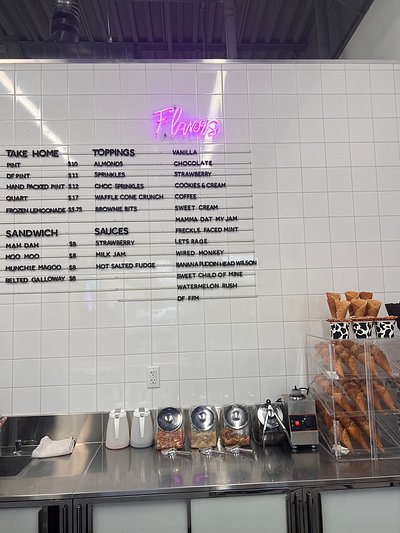 Flavors
TAKE HOME
PINT $10
DF PINT $11
HAND PACKED PINT $12
QUART $17
FROZEN LEMONADE $5.75
SANDWICH
MAH DAH $8
MOO MOO $8
MUNCHIE MAGOO $8
BELTED GALLOWAY $8
TOPPINGS
ALMONDS
SPRINKLES
CHOC SPRINKLES
WAFFLE CONE CRUNCH
BROWNIE BITS
SAUCES
STRAWBERRY
MILK JAM
HOT SALTED FUDGE
VANILLA
CHOCOLATE
STRAWBERRY
COOKIES & CREAM
COFFEE
SWEET CREAM
MAMMA DAT MY JAM
FRECKLE FACED MINT
LETS RAGE
WIRED MONKEY
BANANA PUDDIN HEAD WILSON
SWEET CHILD OF MINE
WATERMELON RUSH
DF FFM